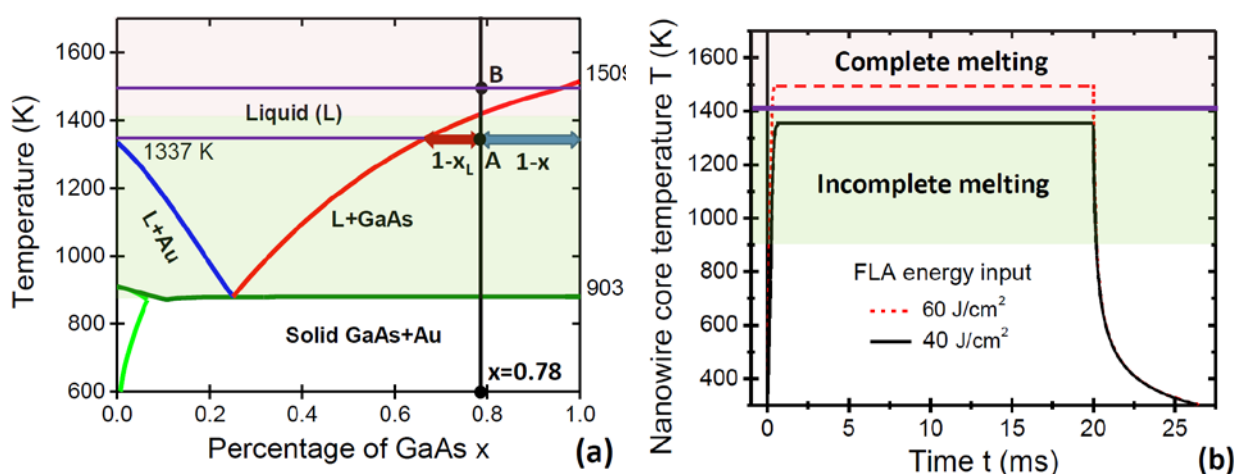 1600
1400
1200
1000
800
600
Temperature (K)
B
1509
Liquid (L)
1337 K
1-xL
A
1-x
L+Au
L+GaAs
903
Solid GaAs+Au
x=0.78
0.0 0.2 0.4 0.6 0.8 1.0
Percentage of GaAs x
(a)
1600
1400
1200
1000
800
600
400
Nanowire core temperature T (K)
Complete melting
Incomplete melting
FLA energy input
60 J/cm²
40 J/cm²
0 5 10 15 20 25
Time t (ms)
(b)